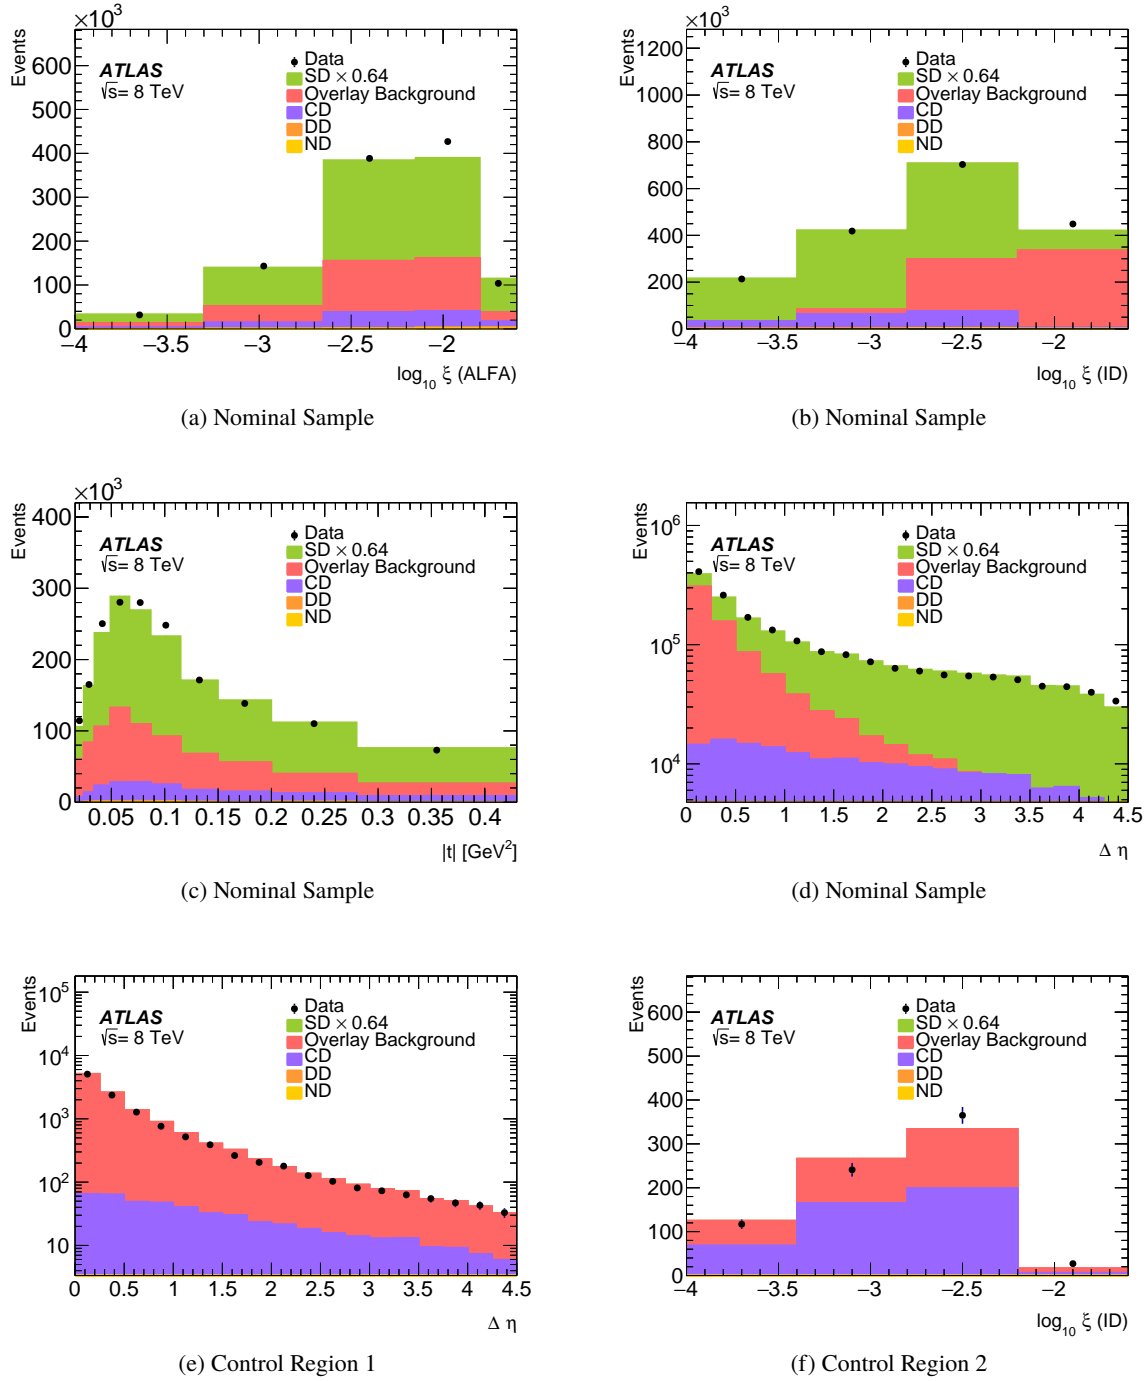 ×10³
Events
600
500
400
300
200
100
0
ATLAS
√s= 8 TeV
Data
SD × 0.64
Overlay Background
CD
DD
ND
−4 −3.5 −3 −2.5 −2
log₁₀ ξ (ALFA)
(a) Nominal Sample
×10³
Events
1200
1000
800
600
400
200
0
ATLAS
√s= 8 TeV
Data
SD × 0.64
Overlay Background
CD
DD
ND
−4 −3.5 −3 −2.5 −2
log₁₀ ξ (ID)
(b) Nominal Sample
×10³
Events
400
300
200
100
0
ATLAS
√s= 8 TeV
Data
SD × 0.64
Overlay Background
CD
DD
ND
0.05 0.1 0.15 0.2 0.25 0.3 0.35 0.4
|t| [GeV²]
(c) Nominal Sample
Events
10⁶
10⁵
10⁴
ATLAS
√s= 8 TeV
Data
SD × 0.64
Overlay Background
CD
DD
ND
0 0.5 1 1.5 2 2.5 3 3.5 4 4.5
Δ η
(d) Nominal Sample
Events
10⁵
10⁴
10³
10²
10
ATLAS
√s= 8 TeV
Data
SD × 0.64
Overlay Background
CD
DD
ND
0 0.5 1 1.5 2 2.5 3 3.5 4 4.5
Δ η
(e) Control Region 1
Events
600
500
400
300
200
100
0
ATLAS
√s= 8 TeV
Data
SD × 0.64
Overlay Background
CD
DD
ND
−4 −3.5 −3 −2.5 −2
log₁₀ ξ (ID)
(f) Control Region 2